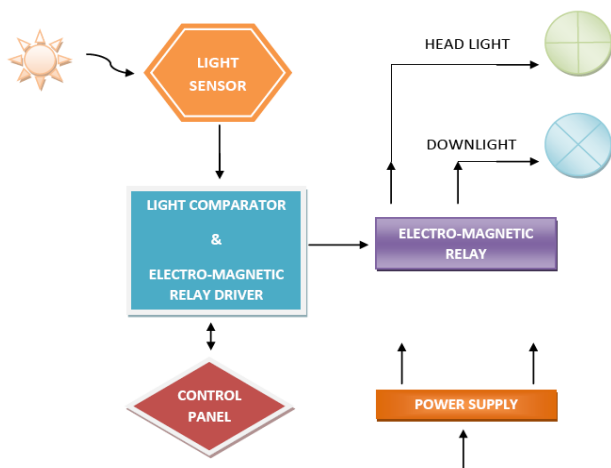 LIGHT
SENSOR
HEAD LIGHT
DOWNLIGHT
LIGHT COMPARATOR
&
ELECTRO-MAGNETIC
RELAY DRIVER
ELECTRO-MAGNETIC
RELAY
CONTROL
PANEL
POWER SUPPLY